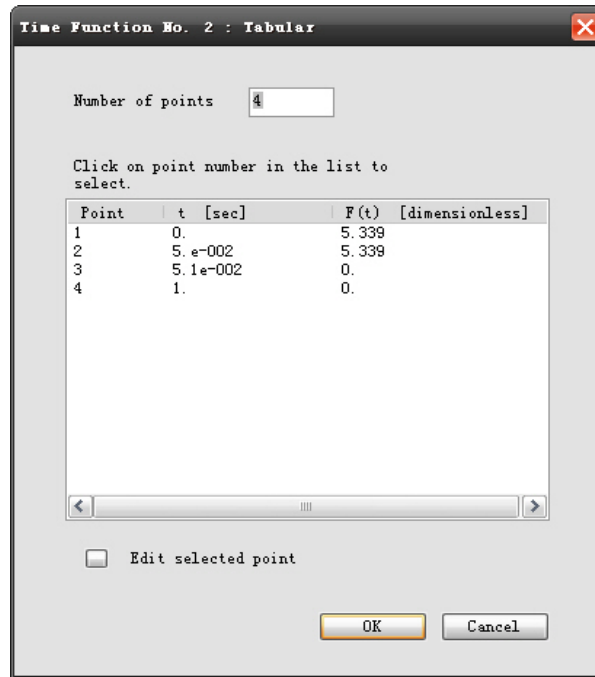 Time Function No. 2 : Tabular
Number of points 4
Click on point number in the list to
select.
Point t [sec] F(t) [dimensionless]
1 0. 5.339
2 5.e-002 5.339
3 5.1e-002 0.
4 1. 0.
Edit selected point
OK Cancel